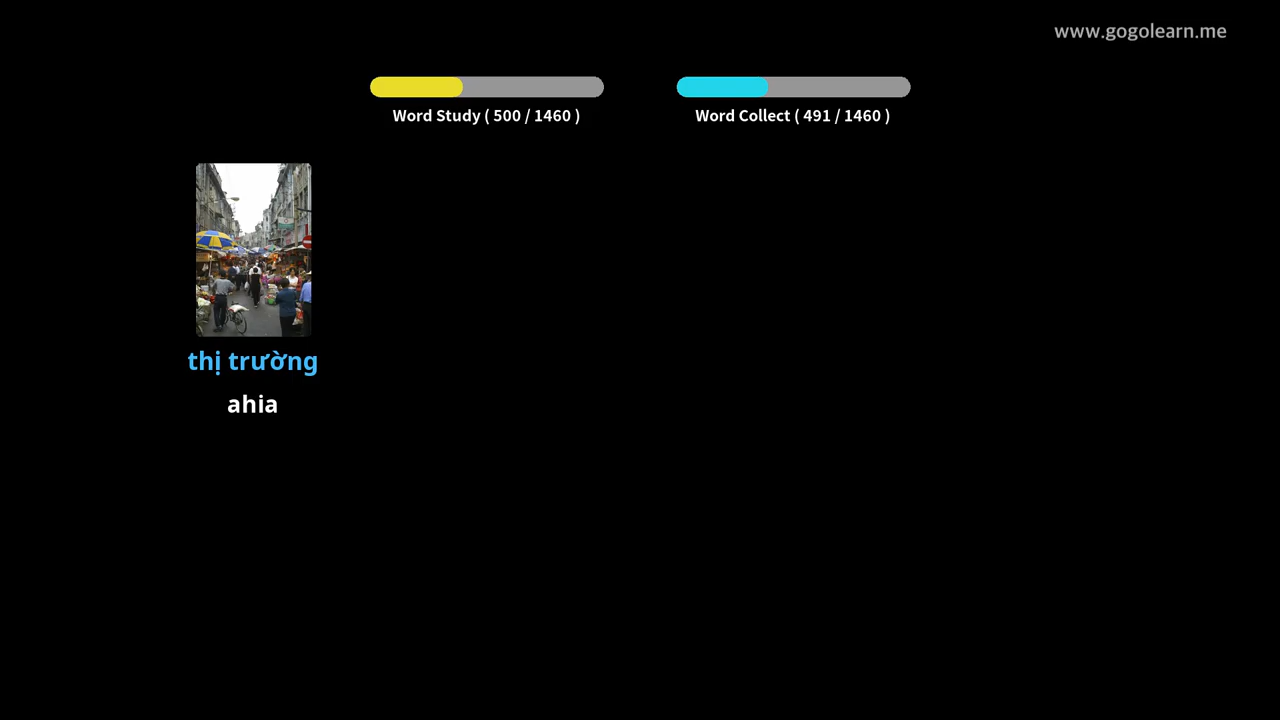 www.gogolearn.me
Word Study ( 500 / 1460 )
Word Collect ( 491 / 1460 )
thị trường
ahia